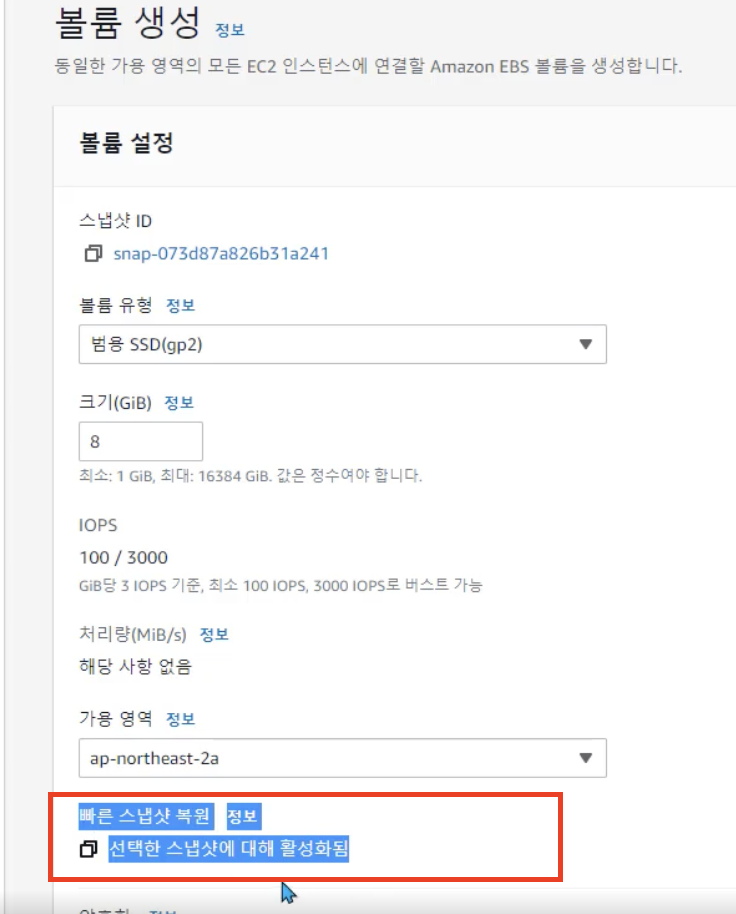 볼륨 생성 정보
동일한 가용 영역의 모든 EC2 인스턴스에 연결할 Amazon EBS 볼륨을 생성합니다.
볼륨 설정
스냅샷 ID
snap-073d87a826b31a241
볼륨 유형 정보
범용 SSD(gp2)
크기(GiB) 정보
8
최소: 1 GiB, 최대: 16384 GiB. 값은 정수여야 합니다.
IOPS
100 / 3000
GiB당 3 IOPS 기준, 최소 100 IOPS, 3000 IOPS로 버스트 가능
처리량(MiB/s) 정보
해당 사항 없음
가용 영역 정보
ap-northeast-2a
빠른 스냅샷 복원 정보
선택한 스냅샷에 대해 활성화됨